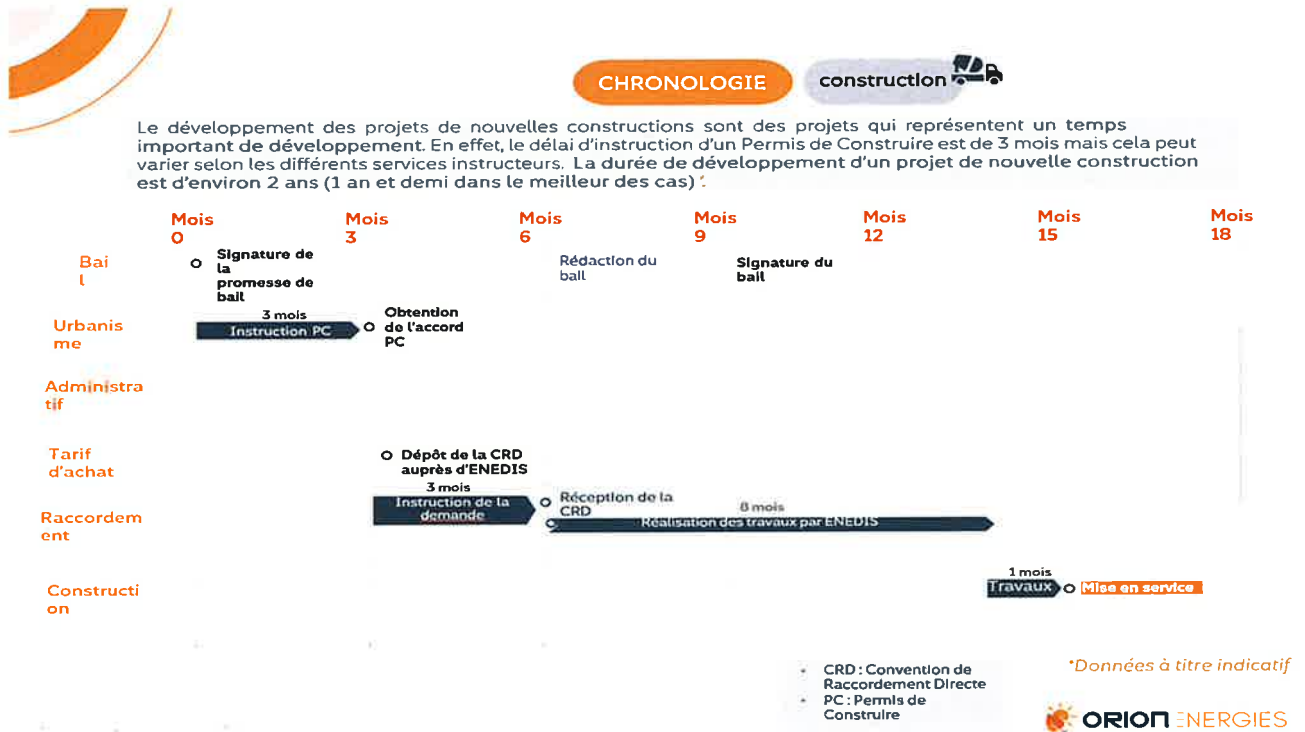 CHRONOLOGIE
construction
Le développement des projets de nouvelles constructions sont des projets qui représentent un temps
important de développement. En effet, le délai d'instruction d'un Permis de Construire est de 3 mois mais cela peut
varier selon les différents services instructeurs. La durée de développement d'un projet de nouvelle construction
est d'environ 2 ans (1 an et demi dans le meilleur des cas) *.
Mois
0
Mois
3
Mois
6
Mois
9
Mois
12
Mois
15
Mois
18
Bai
l
Signature de
la
promesse de
bail
Rédaction du
bail
Signature du
bail
Urbanis
me
3 mois
Instruction PC
Obtention
de l'accord
PC
Administra
tif
Tarif
d'achat
Dépôt de la CRD
auprès d'ENEDIS
Raccordem
ent
3 mois
Instruction de la
demande
Réception de la
CRD
8 mois
Réalisation des travaux par ENEDIS
Constructi
on
1 mois
Travaux
Mise en service
• CRD : Convention de
Raccordement Directe
• PC : Permis de
Construire
*Données à titre indicatif
ORION ENERGIES